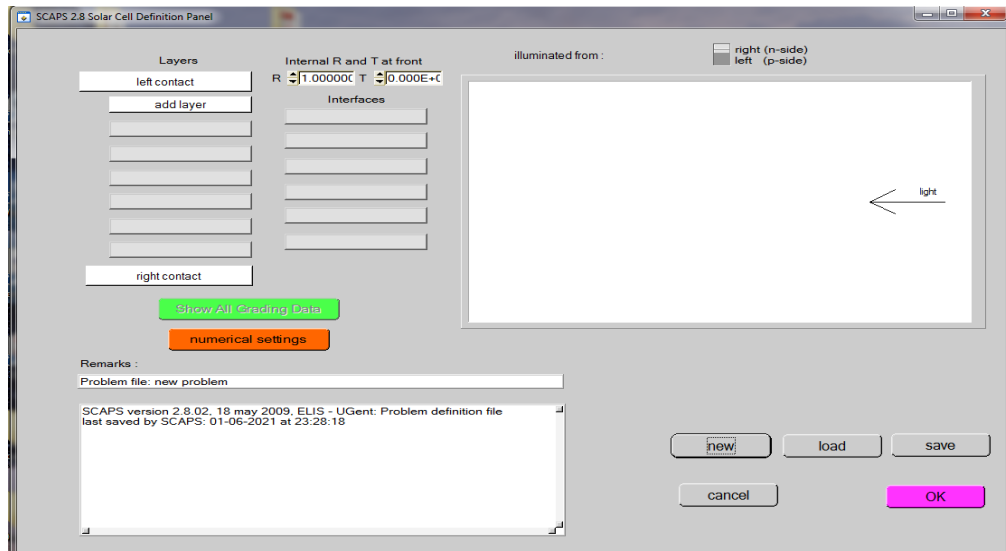 SCAPS 2.8 Solar Cell Definition Panel
Layers
left contact
add layer
right contact
Internal R and T at front
R 1.000000 T 0.000E+0
Interfaces
illuminated from :
right (n-side)
left (p-side)
light
Show All Grading Data
numerical settings
Remarks :
Problem file: new problem
SCAPS version 2.8.02, 18 may 2009, ELIS - UGent: Problem definition file
last saved by SCAPS: 01-06-2021 at 23:28:18
new
load
save
cancel
OK